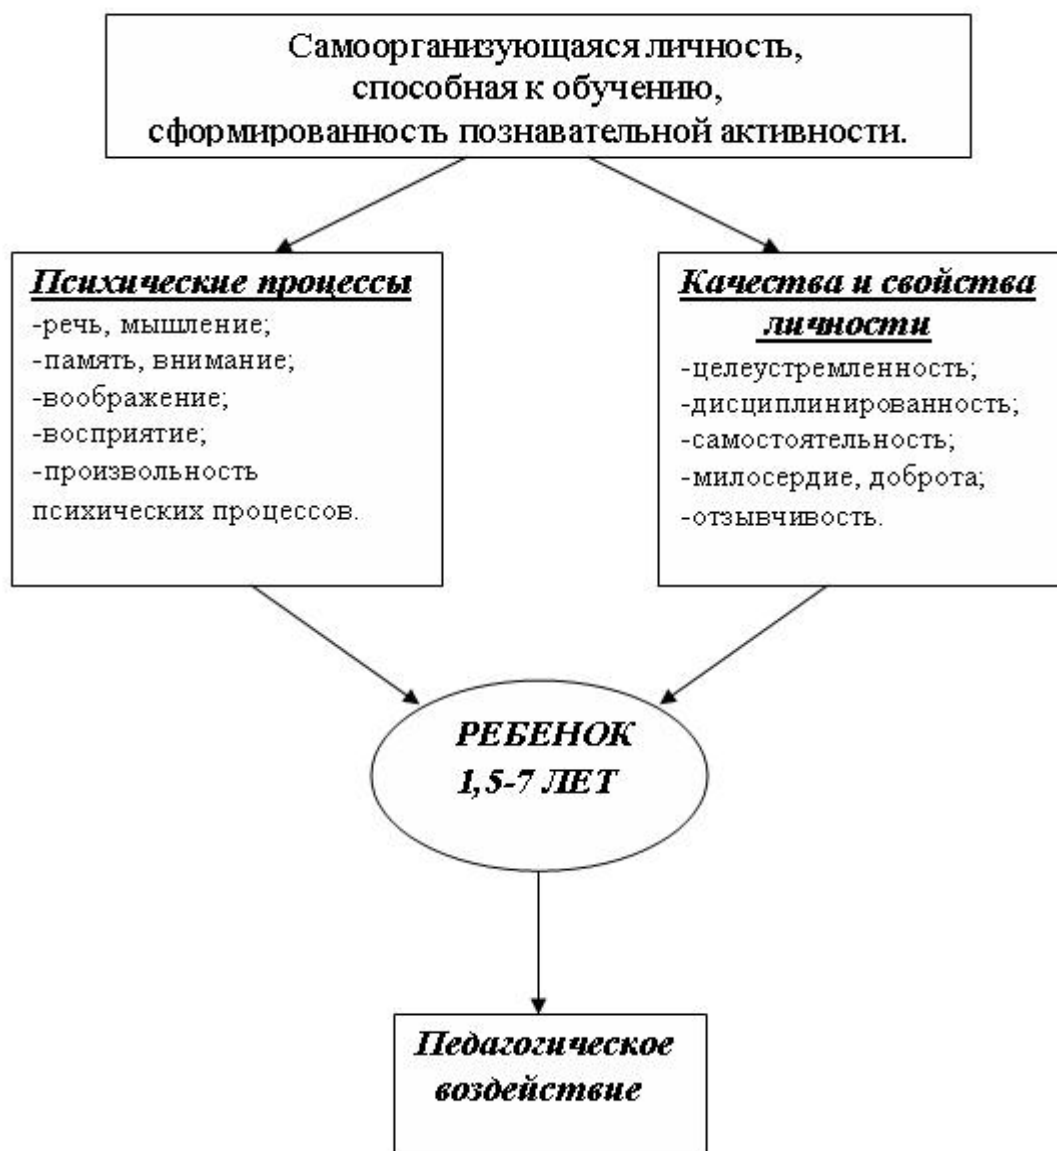 Самоорганизующаяся личность,
способная к обучению,
сформированность познавательной активности.
Психические процессы
-речь, мышление;
-память, внимание;
-воображение;
-восприятие;
-произвольность
психических процессов.
Качества и свойства
личности
-целеустремленность;
-дисциплинированность;
-самостоятельность;
-милосердие, доброта;
-отзывчивость.
РЕБЕНОК
1,5-7 ЛЕТ
Педагогическое
воздействие